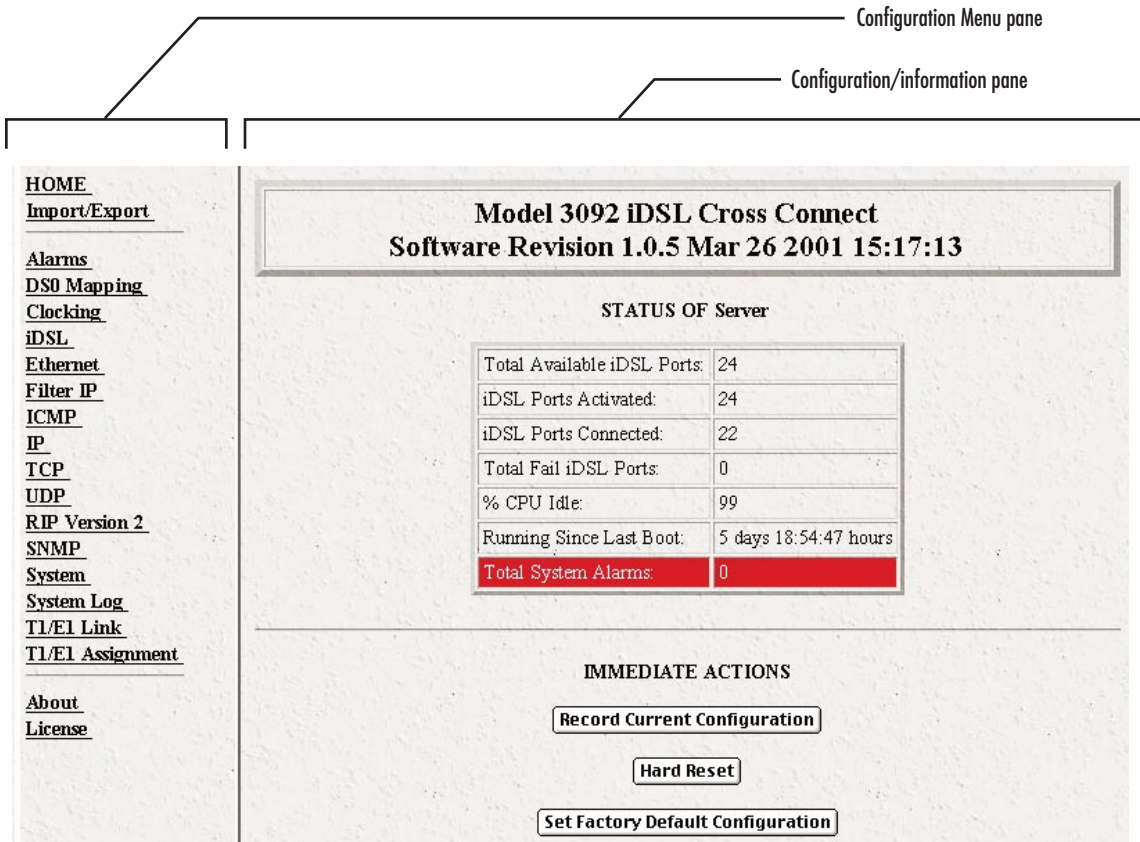 Configuration Menu pane
Configuration/information pane
HOME
Import/Export
Alarms
DS0 Mapping
Clocking
iDSL
Ethernet
Filter IP
ICMP
IP
TCP
UDP
RIP Version 2
SNMP
System
System Log
T1/E1 Link
T1/E1 Assignment
About
License
Model 3092 iDSL Cross Connect
Software Revision 1.0.5 Mar 26 2001 15:17:13
STATUS OF Server
Total Available iDSL Ports: 24
iDSL Ports Activated: 24
iDSL Ports Connected: 22
Total Fail iDSL Ports: 0
% CPU Idle: 99
Running Since Last Boot: 5 days 18:54:47 hours
Total System Alarms: 0
IMMEDIATE ACTIONS
Record Current Configuration
Hard Reset
Set Factory Default Configuration